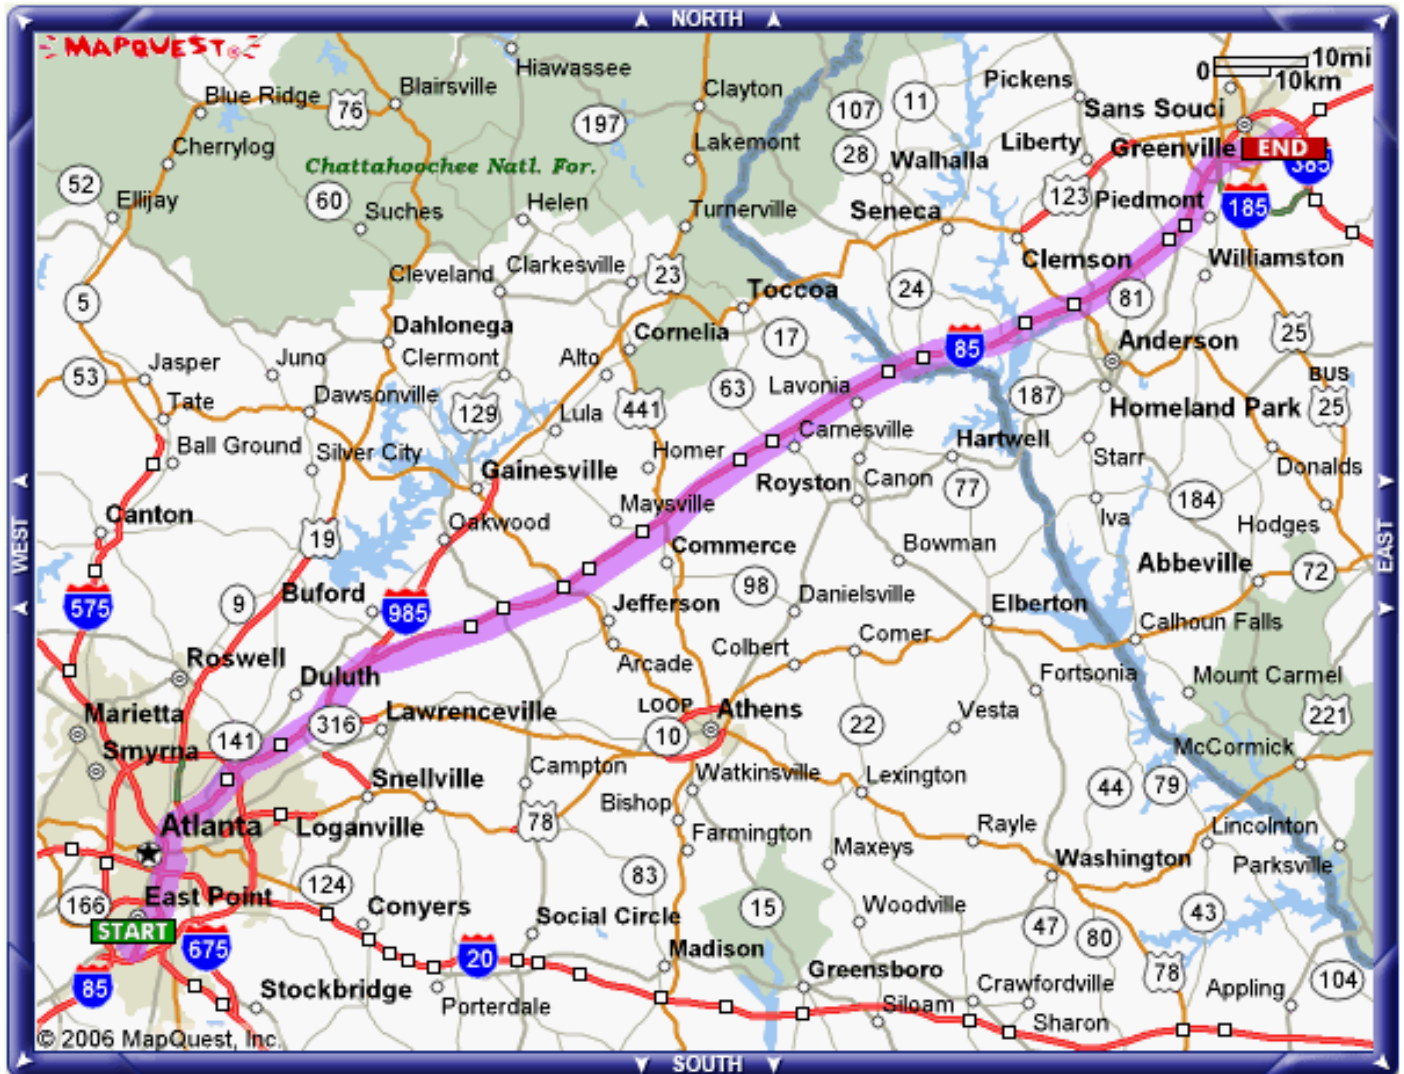 NORTH
MAPQUEST
Hiawassee
10mi
0
10km
Blue Ridge
76
Blairsville
Clayton
Pickens
107
11
Sans Souci
197
Cherrylog
Lakemont
28
Walhalla
Liberty
Greenville
END
385
Chattahoochee Natl. For.
52
Ellijay
60
Suches
Helen
Turnerville
Seneca
123
Piedmont
185
Cleveland
Clarkesville
23
Clemson
Williamston
5
Toccoa
24
81
Dahlonega
Cornelia
17
85
Anderson
25
Jasper
Juno
Clermont
Alto
53
63
Lavonia
187
BUS
25
Tate
Dawsonville
129
Lula
441
Homeland Park
Ball Ground
Silver City
Gainesville
Homer
Carnesville
Hartwell
Starr
Donalds
Royston
Canon
77
184
Canton
Oakwood
Maysville
Iva
Hodges
19
Commerce
Bowman
Abbeville
72
WEST
EAST
575
9
Buford
985
Jefferson
98
Danielsville
Elberton
Calhoun Falls
Roswell
Duluth
Arcade
Colbert
Comer
Fortsonia
Mount Carmel
Marietta
316
Lawrenceville
LOOP
10
Athens
22
Vesta
221
Smyrna
141
McCormick
Snellville
Campton
Watkinsville
Lexington
44
79
Atlanta
Loganville
78
Bishop
Farmington
Rayle
Lincolnton
Maxeys
Washington
Parksville
166
East Point
124
83
15
Woodville
47
80
43
START
675
Conyers
Social Circle
20
Madison
Greensboro
78
104
85
Stockbridge
Porterdale
Siloam
Crawfordville
Appling
Sharon
© 2006 MapQuest, Inc.
SOUTH